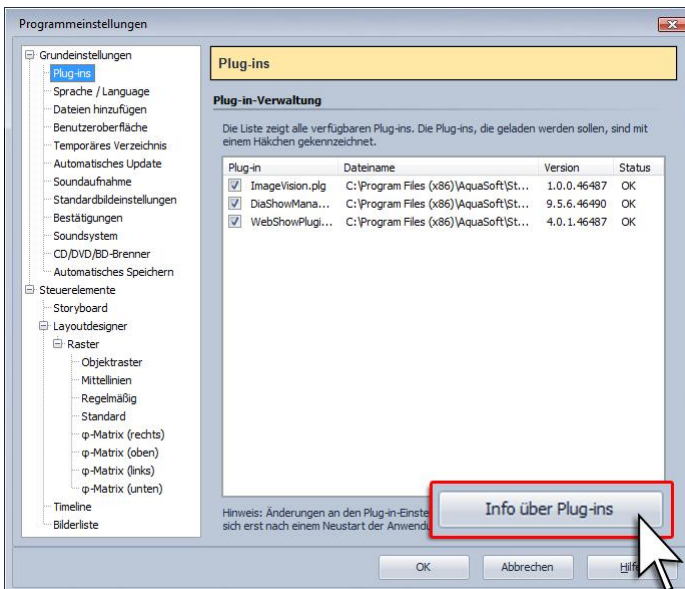 Programmeinstellungen
Grundeinstellungen
Plug-ins
Sprache / Language
Dateien hinzufügen
Benutzeroberfläche
Temporäres Verzeichnis
Automatisches Update
Soundaufnahme
Standardbildeinstellungen
Bestätigungen
Soundsystem
CD/DVD/BD-Brenner
Automatisches Speichern
Steuerelemente
Storyboard
Layoutdesigner
Raster
Objektraster
Mittellinien
Regelmäßig
Standard
φ-Matrix (rechts)
φ-Matrix (oben)
φ-Matrix (links)
φ-Matrix (unten)
Timeline
Bilderliste
Plug-ins
Plug-in-Verwaltung
Die Liste zeigt alle verfügbaren Plug-ins. Die Plug-ins, die geladen werden sollen, sind mit
einem Häkchen gekennzeichnet.
Plug-in Dateiname Version Status
ImageVision.plg C:\Program Files (x86)\AquaSoft\St... 1.0.0.46487 OK
DiaShowMana... C:\Program Files (x86)\AquaSoft\St... 9.5.6.46490 OK
WebShowPlugi... C:\Program Files (x86)\AquaSoft\St... 4.0.1.46487 OK
Hinweis: Änderungen an den Plug-in-Einste
sich erst nach einem Neustart der Anwendu
Info über Plug-ins
OK Abbrechen Hilf